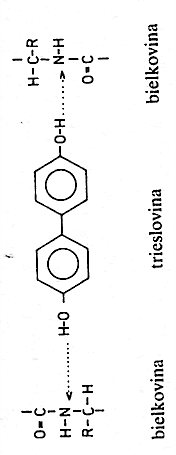 O=C H-C-R
H-N H-O O-H N-H
R-C-H O=C
bielkovina trieslovina bielkovina